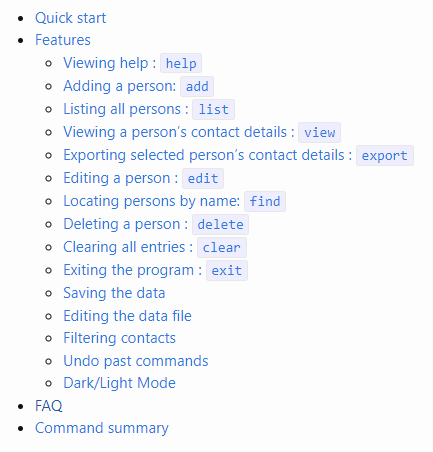 Quick start
Features
Viewing help : help
Adding a person: add
Listing all persons : list
Viewing a person's contact details : view
Exporting selected person's contact details : export
Editing a person : edit
Locating persons by name: find
Deleting a person : delete
Clearing all entries : clear
Exiting the program : exit
Saving the data
Editing the data file
Filtering contacts
Undo past commands
Dark/Light Mode
FAQ
Command summary